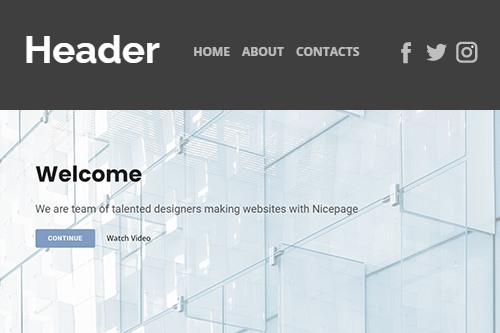 Header
HOME ABOUT CONTACTS
Welcome
We are team of talented designers making websites with Nicepage
CONTINUE Watch Video